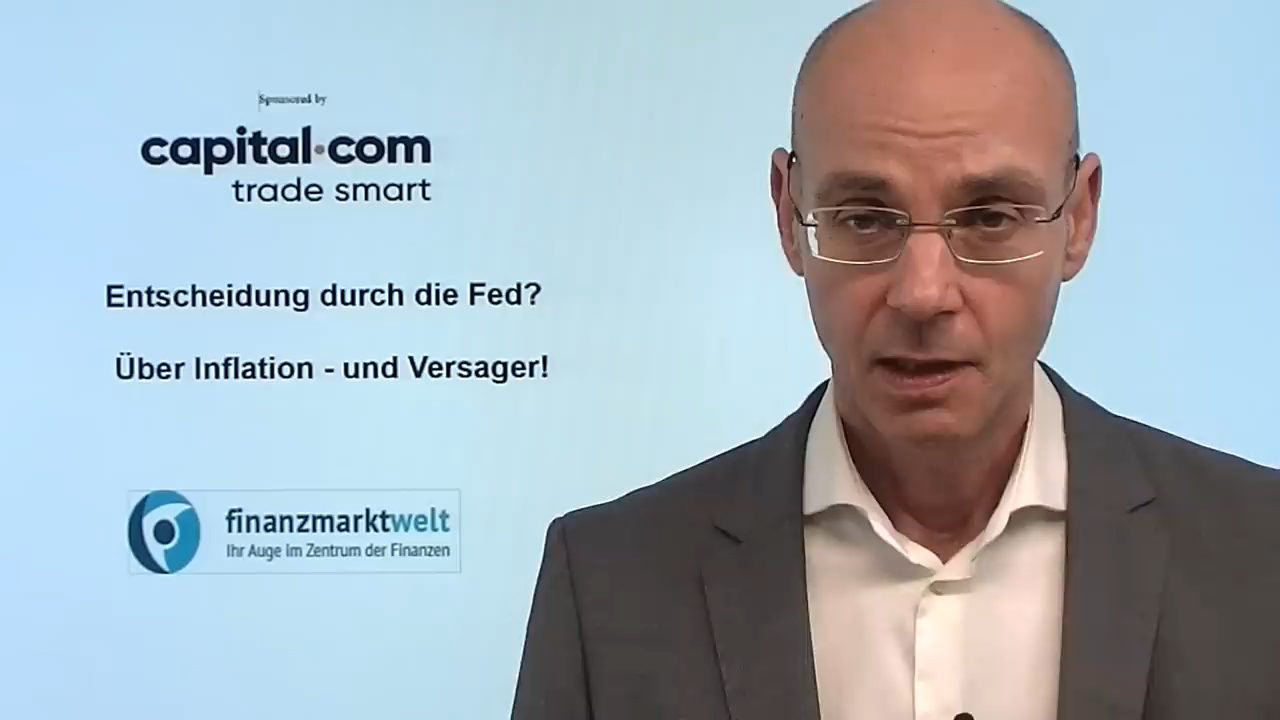 Sponsored by
capital.com
trade smart
Entscheidung durch die Fed?
Über Inflation - und Versager!
finanzmarktwelt
Ihr Auge im Zentrum der Finanzen